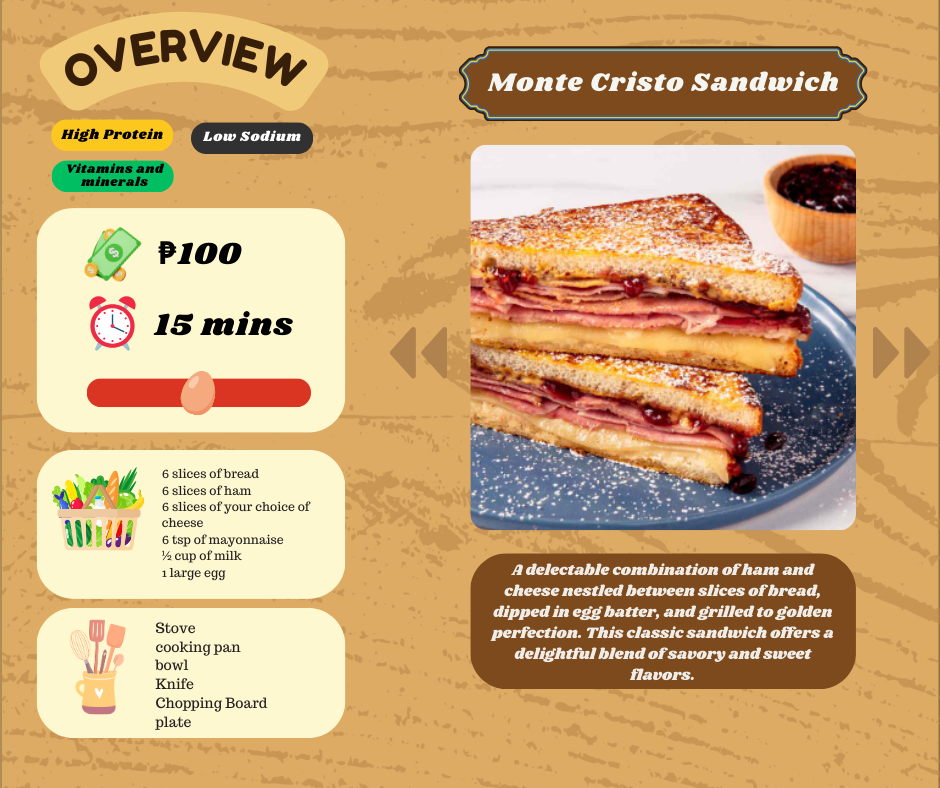 OVERVIEW
High Protein
Low Sodium
Vitamins and
minerals
₱100
15 mins
6 slices of bread
6 slices of ham
6 slices of your choice of
cheese
6 tsp of mayonnaise
½ cup of milk
1 large egg
Stove
cooking pan
bowl
Knife
Chopping Board
plate
Monte Cristo Sandwich
A delectable combination of ham and
cheese nestled between slices of bread,
dipped in egg batter, and grilled to golden
perfection. This classic sandwich offers a
delightful blend of savory and sweet
flavors.